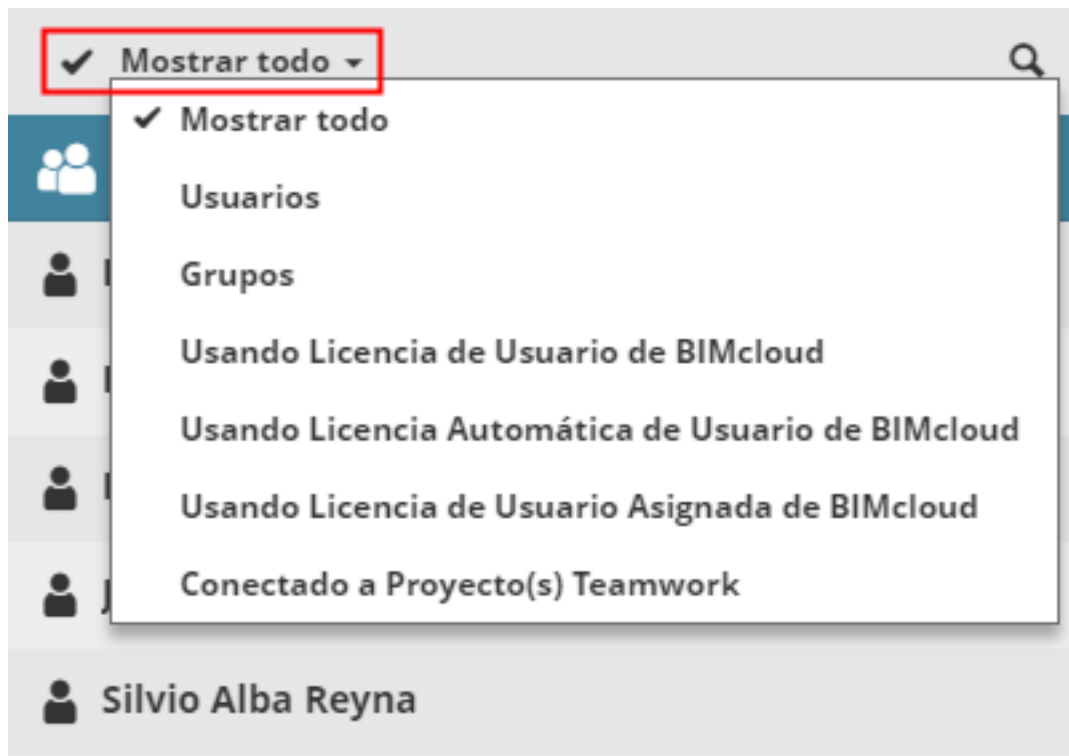 Mostrar todo
Mostrar todo
Usuarios
Grupos
Usando Licencia de Usuario de BIMcloud
Usando Licencia Automática de Usuario de BIMcloud
Usando Licencia de Usuario Asignada de BIMcloud
Conectado a Proyecto(s) Teamwork
Silvio Alba Reyna